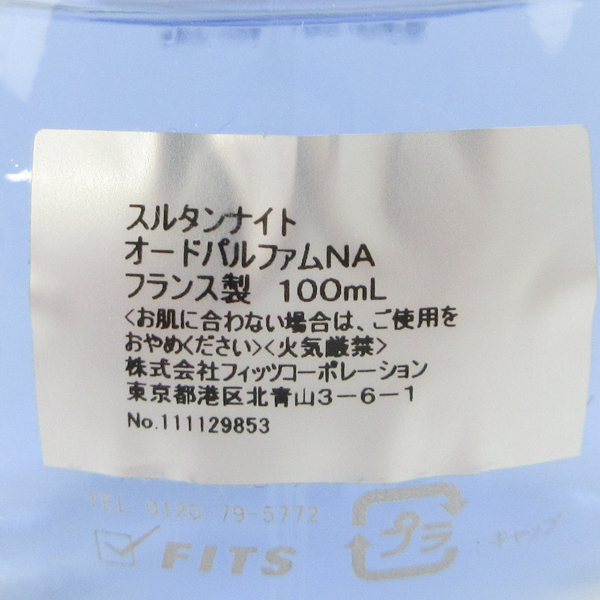 スルタンナイト
オードパルファムNA
フランス製 100mL
<お肌に合わない場合は、ご使用を
おやめください><火気厳禁>
株式会社フィッツコーポレーション
東京都港区北青山3-6-1
No.111129853
TEL 0120-79-5772
FITS
プラ :キャップ